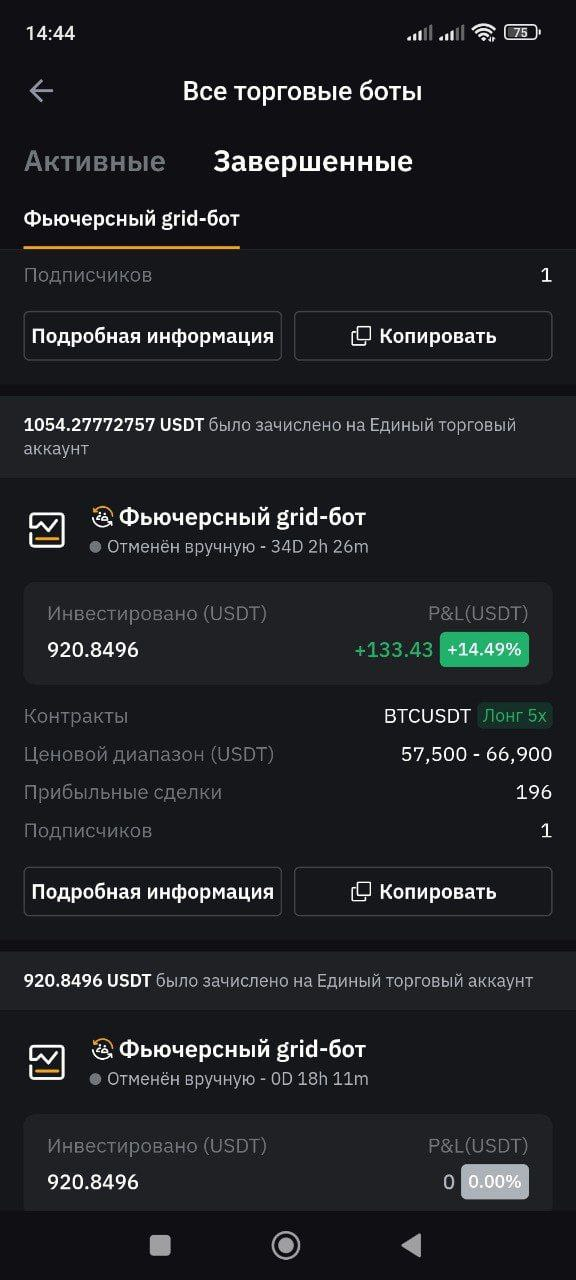 14:44
75
Все торговые боты
Активные Завершенные
Фьючерсный grid-бот
Подписчиков 1
Подробная информация Копировать
1054.27772757 USDT было зачислено на Единый торговый
аккаунт
Фьючерсный grid-бот
Отменён вручную - 34D 2h 26m
Инвестировано (USDT) P&L(USDT)
920.8496 +133.43 +14.49%
Контракты BTCUSDT Лонг 5x
Ценовой диапазон (USDT) 57,500 - 66,900
Прибыльные сделки 196
Подписчиков 1
Подробная информация Копировать
920.8496 USDT было зачислено на Единый торговый аккаунт
Фьючерсный grid-бот
Отменён вручную - 0D 18h 11m
Инвестировано (USDT) P&L(USDT)
920.8496 0 0.00%